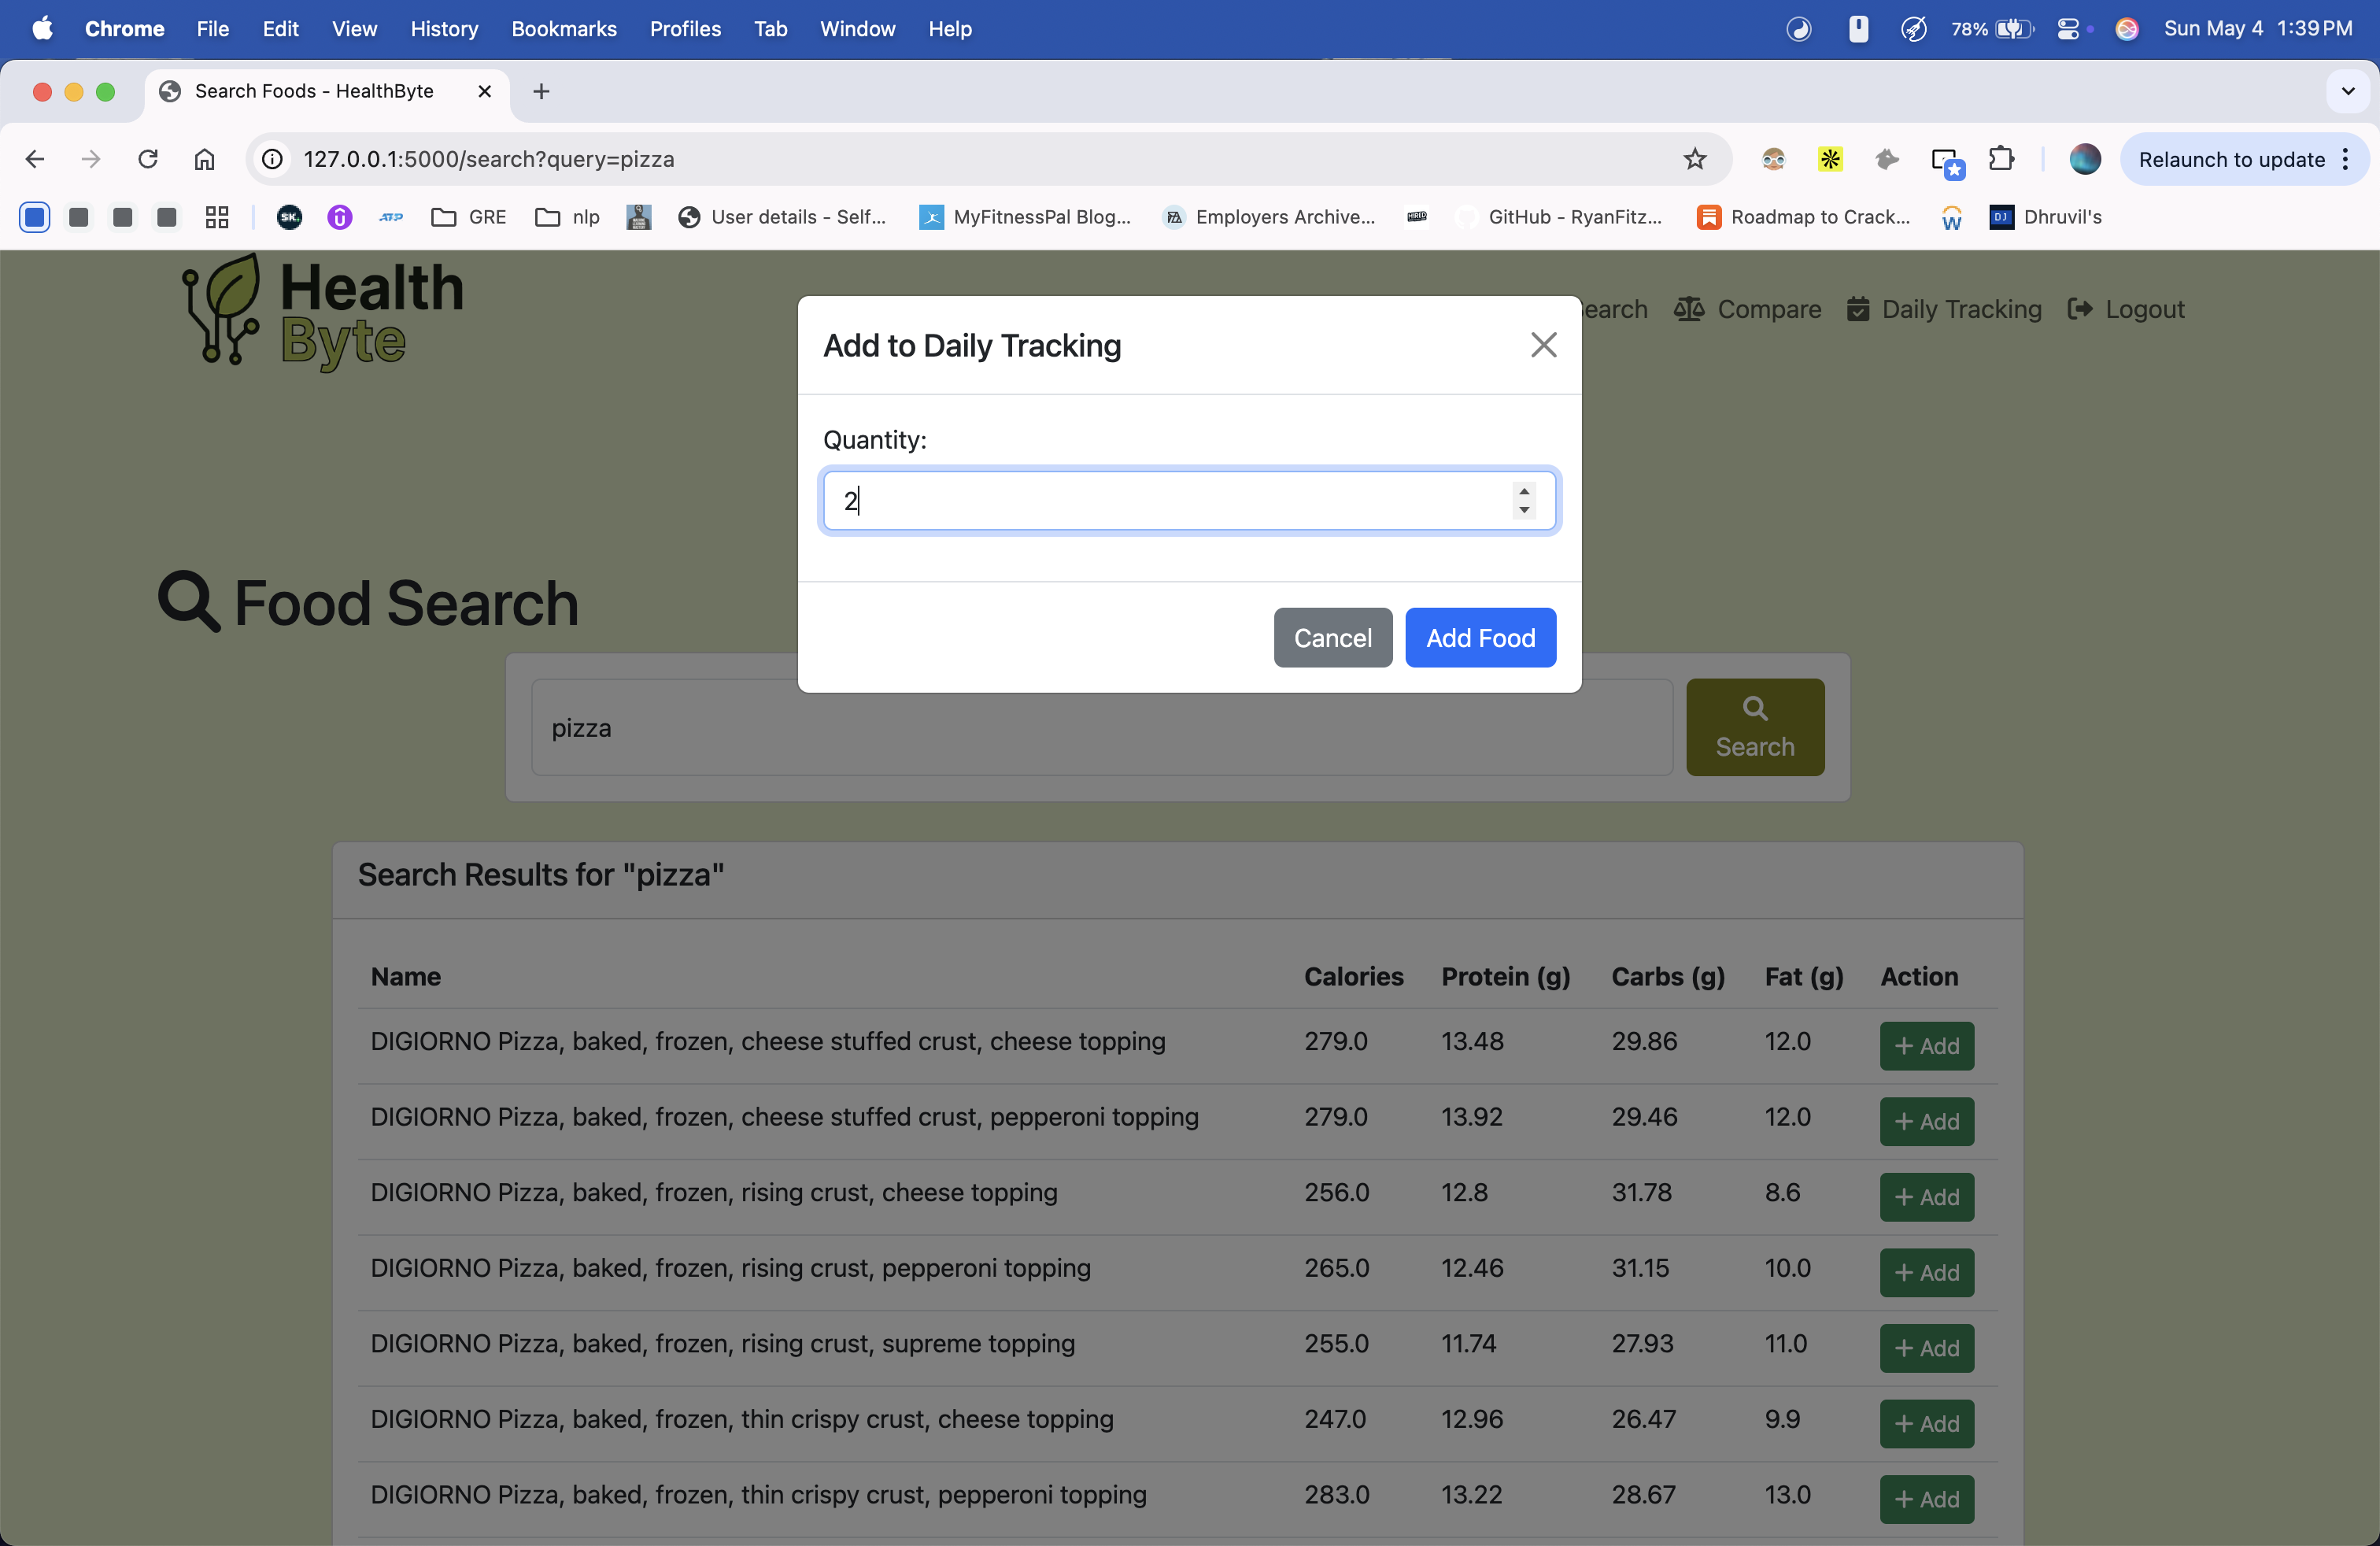 Chrome File Edit View History Bookmarks Profiles Tab Window Help 78% Sun May 4 1:39 PM
Search Foods - HealthByte
127.0.0.1:5000/search?query=pizza Relaunch to update
SK. ATP GRE nlp User details - Self... MyFitnessPal Blog... FA Employers Archive... HIRED GitHub - RyanFitz... Roadmap to Crack... W DJ Dhruvil's
Health
Byte
earch Compare Daily Tracking Logout
Add to Daily Tracking
Quantity:
2
Cancel Add Food
Food Search
pizza
Search
Search Results for "pizza"
Name Calories Protein (g) Carbs (g) Fat (g) Action
DIGIORNO Pizza, baked, frozen, cheese stuffed crust, cheese topping 279.0 13.48 29.86 12.0 + Add
DIGIORNO Pizza, baked, frozen, cheese stuffed crust, pepperoni topping 279.0 13.92 29.46 12.0 + Add
DIGIORNO Pizza, baked, frozen, rising crust, cheese topping 256.0 12.8 31.78 8.6 + Add
DIGIORNO Pizza, baked, frozen, rising crust, pepperoni topping 265.0 12.46 31.15 10.0 + Add
DIGIORNO Pizza, baked, frozen, rising crust, supreme topping 255.0 11.74 27.93 11.0 + Add
DIGIORNO Pizza, baked, frozen, thin crispy crust, cheese topping 247.0 12.96 26.47 9.9 + Add
DIGIORNO Pizza, baked, frozen, thin crispy crust, pepperoni topping 283.0 13.22 28.67 13.0 + Add